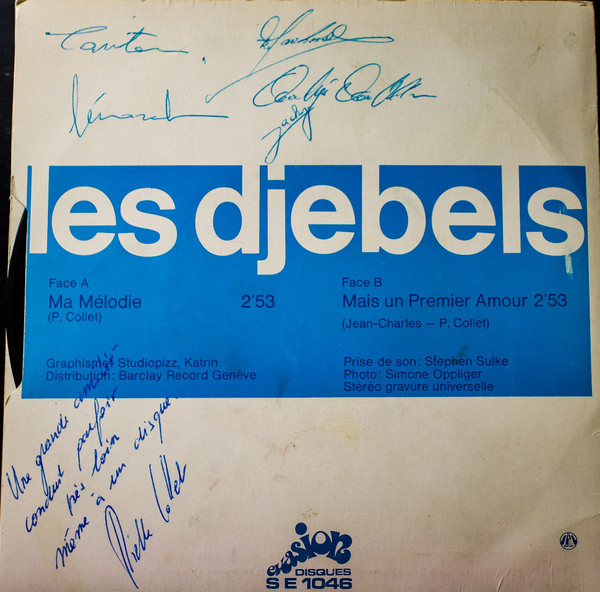 les djebels
Face A
Ma Mélodie 2'53
(P. Collet)
Face B
Mais un Premier Amour 2'53
(Jean-Charles – P. Collet)
Graphisme: Studiopizz, Katrin
Distribution: Barclay Record Genève
Prise de son: Stephen Sulke
Photo: Simone Oppliger
Stéréo gravure universelle
Une grande amitié
conduit parfois
très loin
même à un disque.
evasion
DISQUES
S E 1046